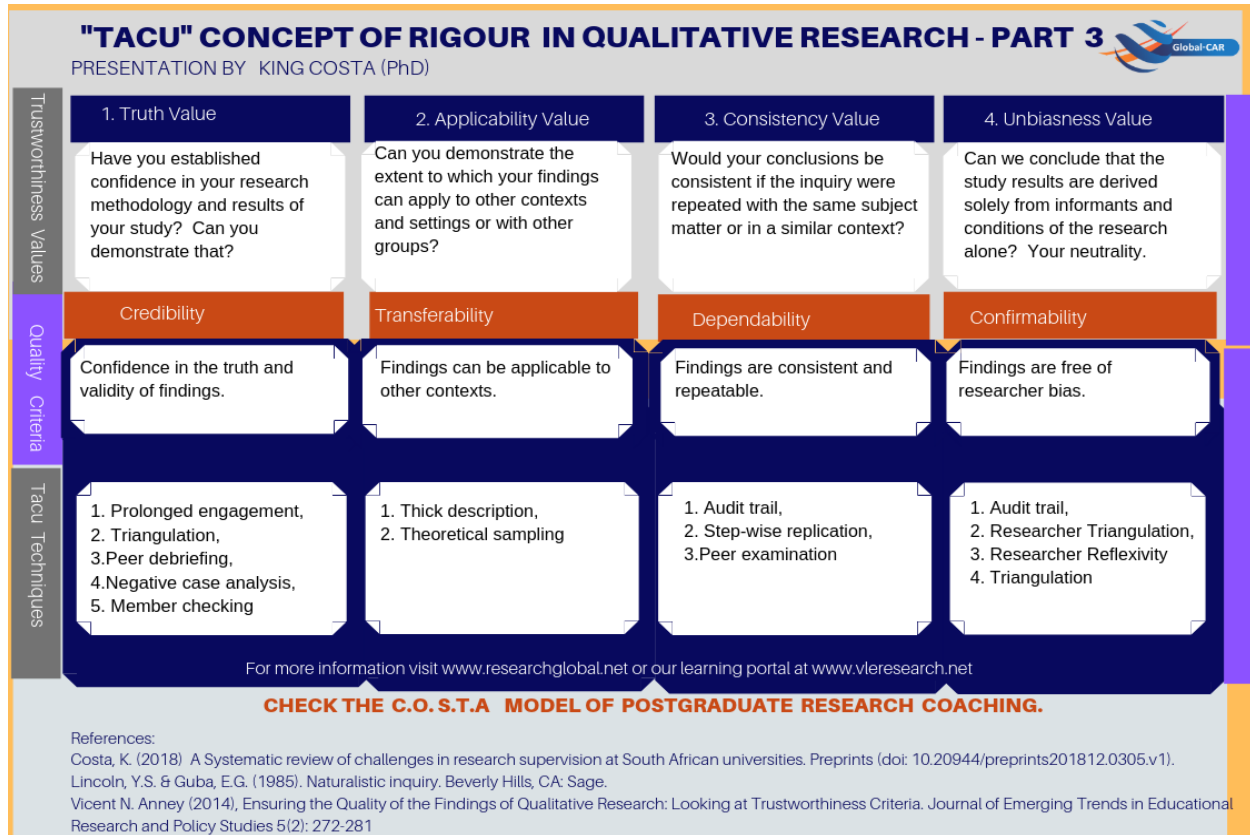 "TACU" CONCEPT OF RIGOUR IN QUALITATIVE RESEARCH - PART 3
PRESENTATION BY KING COSTA (PhD)
Global-CAR
Trustworthiness Values
1. Truth Value
Have you established
confidence in your research
methodology and results of
your study? Can you
demonstrate that?
2. Applicability Value
Can you demonstrate the
extent to which your findings
can apply to other contexts
and settings or with other
groups?
3. Consistency Value
Would your conclusions be
consistent if the inquiry were
repeated with the same subject
matter or in a similar context?
4. Unbiasness Value
Can we conclude that the
study results are derived
solely from informants and
conditions of the research
alone? Your neutrality.
Quality Criteria
Credibility
Confidence in the truth and
validity of findings.
Transferability
Findings can be applicable to
other contexts.
Dependability
Findings are consistent and
repeatable.
Confirmability
Findings are free of
researcher bias.
Tacu Techniques
1. Prolonged engagement,
2. Triangulation,
3.Peer debriefing,
4.Negative case analysis,
5. Member checking
1. Thick description,
2. Theoretical sampling
1. Audit trail,
2. Step-wise replication,
3.Peer examination
1. Audit trail,
2. Researcher Triangulation,
3. Researcher Reflexivity
4. Triangulation
For more information visit www.researchglobal.net or our learning portal at www.vleresearch.net
CHECK THE C.O.S.T.A MODEL OF POSTGRADUATE RESEARCH COACHING.
References:
Costa, K. (2018) A Systematic review of challenges in research supervision at South African universities. Preprints (doi: 10.20944/preprints201812.0305.v1).
Lincoln, Y.S. & Guba, E.G. (1985). Naturalistic inquiry. Beverly Hills, CA: Sage.
Vicent N. Anney (2014), Ensuring the Quality of the Findings of Qualitative Research: Looking at Trustworthiness Criteria. Journal of Emerging Trends in Educational
Research and Policy Studies 5(2): 272-281